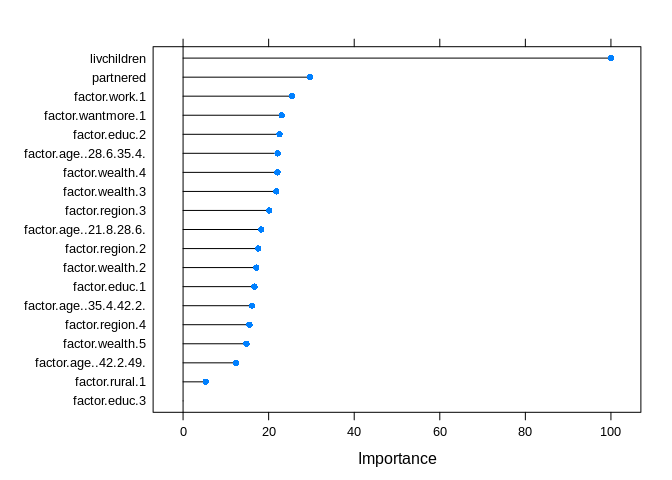 livchildren
partnered
factor.work.1
factor.wantmore.1
factor.educ.2
factor.age..28.6.35.4.
factor.wealth.4
factor.wealth.3
factor.region.3
factor.age..21.8.28.6.
factor.region.2
factor.wealth.2
factor.educ.1
factor.age..35.4.42.2.
factor.region.4
factor.wealth.5
factor.age..42.2.49.
factor.rural.1
factor.educ.3
0 20 40 60 80 100
Importance